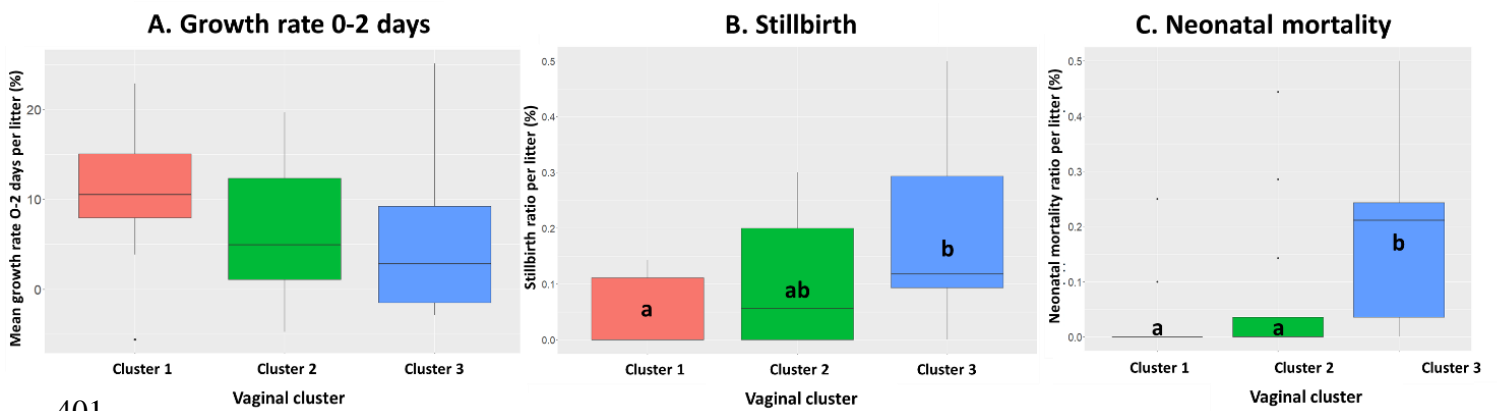 A. Growth rate 0-2 days
Mean growth rate O-2 days per litter (%)
20
10
0
Cluster 1
Cluster 2
Cluster 3
Vaginal cluster
B. Stillbirth
Stillbirth ratio per litter (%)
0.5
0.4
0.3
0.2
0.1
0.0
a
ab
b
Cluster 1
Cluster 2
Cluster 3
Vaginal cluster
C. Neonatal mortality
Neonatal mortality ratio per litter (%)
0.5
0.4
0.3
0.2
0.1
0.0
a
a
b
Cluster 1
Cluster 2
Cluster 3
Vaginal cluster